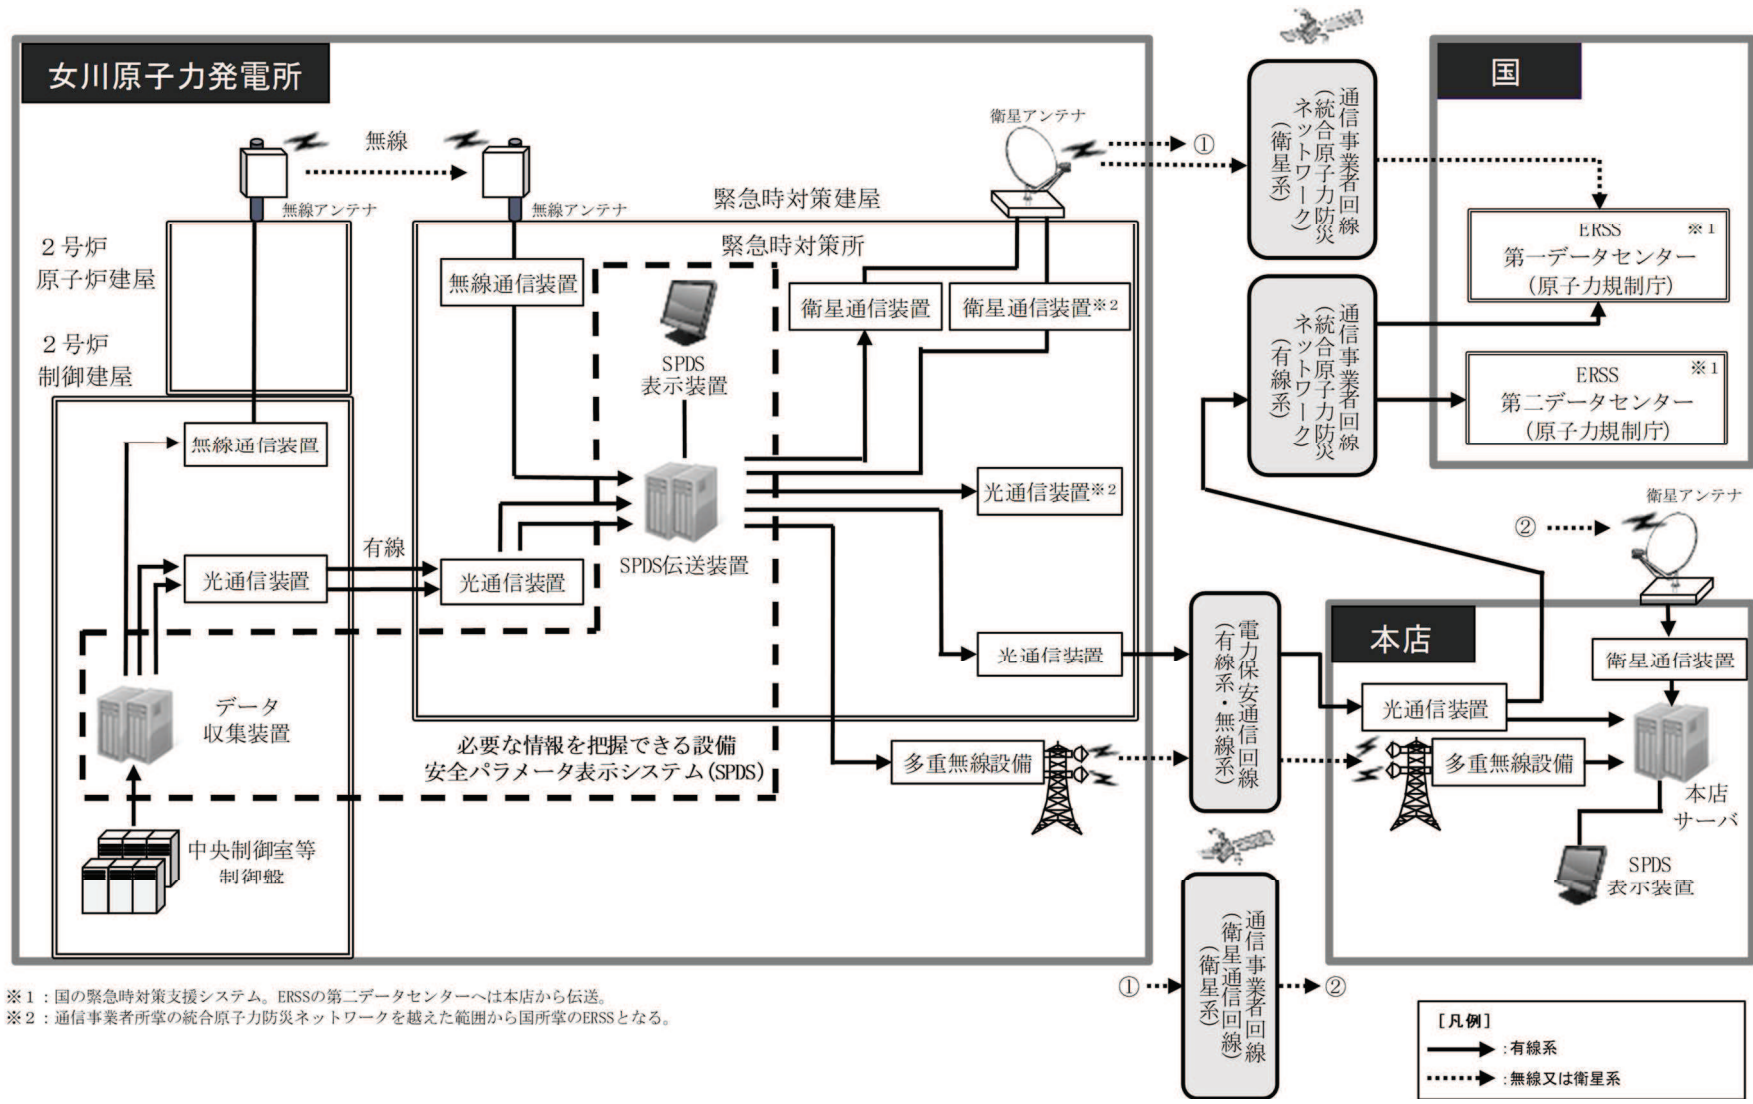 女川原子力発電所
無線
無線アンテナ
無線アンテナ
衛星アンテナ
①
2号炉
原子炉建屋
2号炉
制御建屋
緊急時対策建屋
緊急時対策所
無線通信装置
SPDS
表示装置
衛星通信装置
衛星通信装置※2
無線通信装置
光通信装置※2
SPDS伝送装置
有線
光通信装置
光通信装置
光通信装置
データ
収集装置
必要な情報を把握できる設備
安全パラメータ表示システム(SPDS)
多重無線設備
中央制御室等
制御盤
通信事業者回線
(統合原子力防災
ネットワーク)
(衛星系)
通信事業者回線
(統合原子力防災
ネットワーク)
(有線系)
電力保安通信回線
(有線系・無線系)
①
通信事業者回線
(衛星通信回線)
(衛星系)
②
国
ERSS ※1
第一データセンター
(原子力規制庁)
ERSS ※1
第二データセンター
(原子力規制庁)
衛星アンテナ
②
本店
衛星通信装置
光通信装置
多重無線設備
本店
サーバ
SPDS
表示装置
※1：国の緊急時対策支援システム。ERSSの第二データセンターへは本店から伝送。
※2：通信事業者所掌の統合原子力防災ネットワークを越えた範囲から国所掌のERSSとなる。
[凡例]
:有線系
:無線又は衛星系